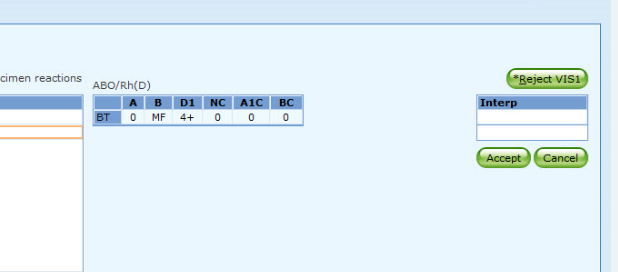 cimen reactions
ABO/Rh(D)
*Reject VIS1
A B D1 NC A1C BC
BT 0 MF 4+ 0 0 0
Interp
Accept Cancel